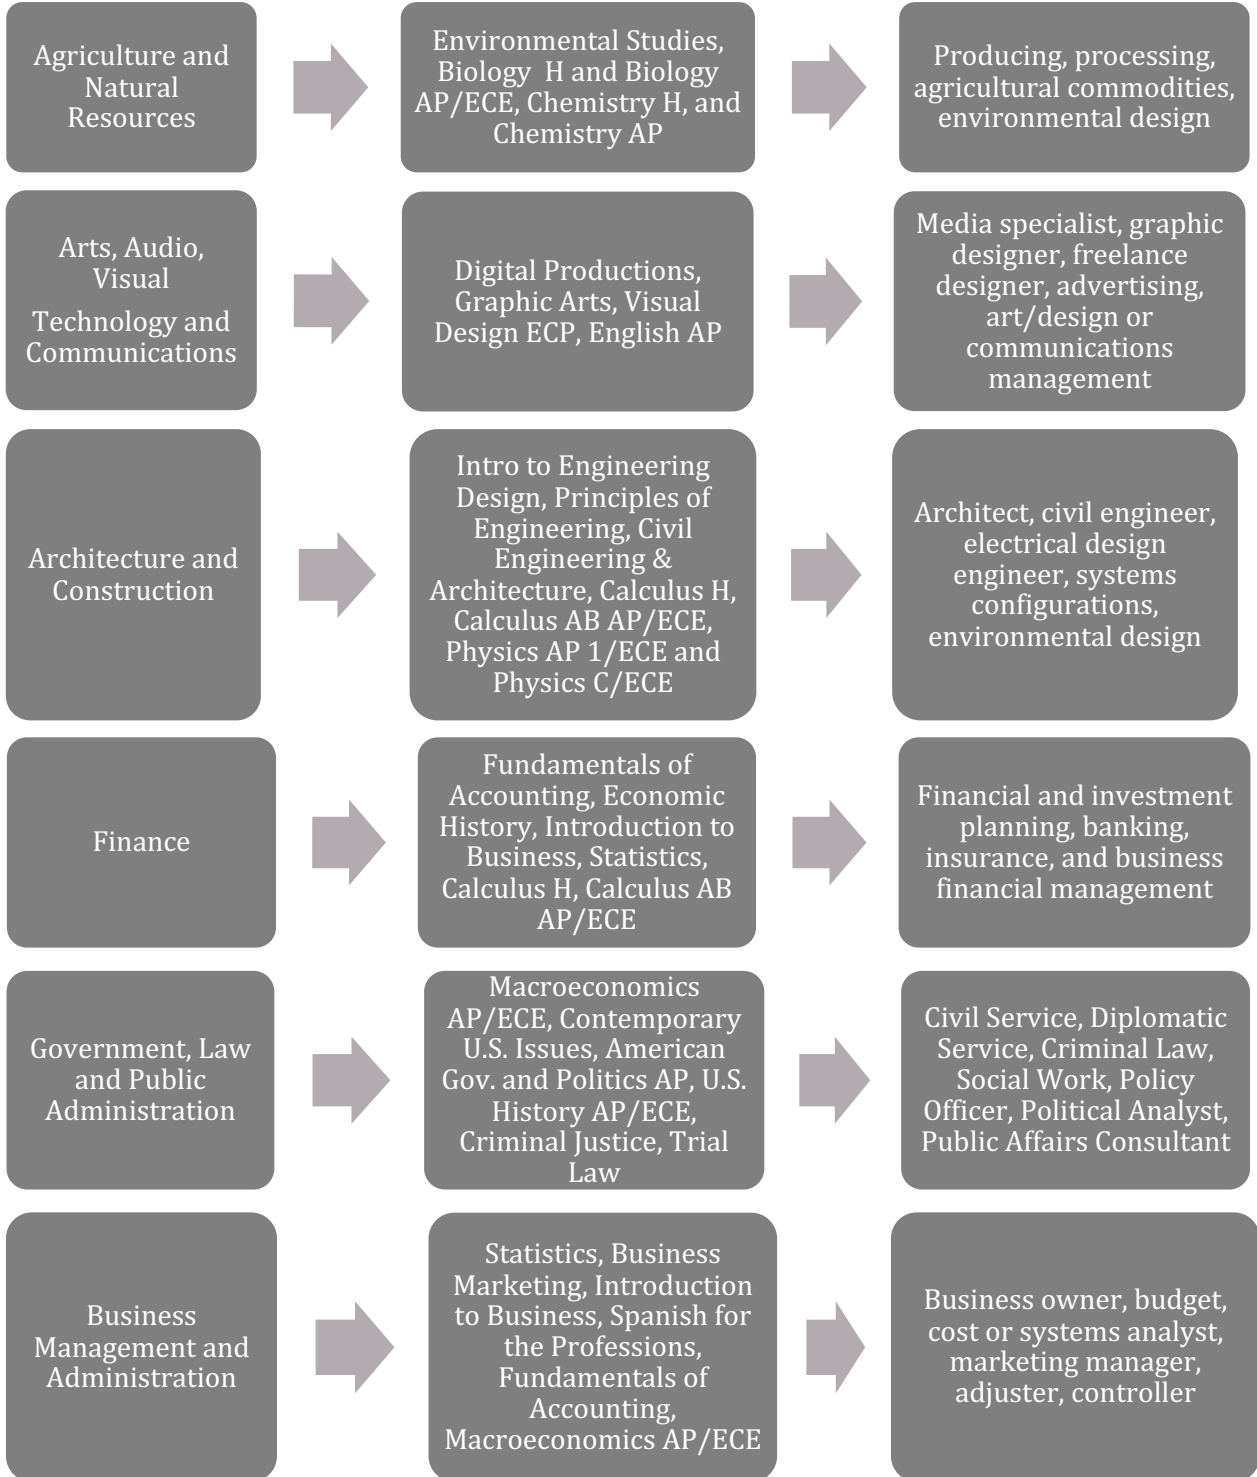 Agriculture and
Natural
Resources
Environmental Studies,
Biology  H and Biology
AP/ECE, Chemistry H, and
Chemistry AP
Producing, processing,
agricultural commodities,
environmental design
Arts, Audio,
Visual
Technology and
Communications
Digital Productions,
Graphic Arts, Visual
Design ECP, English AP
Media specialist, graphic
designer, freelance
designer, advertising,
art/design or
communications
management
Architecture and
Construction
Intro to Engineering
Design, Principles of
Engineering, Civil
Engineering &
Architecture, Calculus H,
Calculus AB AP/ECE,
Physics AP 1/ECE and
Physics C/ECE
Architect, civil engineer,
electrical design
engineer, systems
configurations,
environmental design
Finance
Fundamentals of
Accounting, Economic
History, Introduction to
Business, Statistics,
Calculus H, Calculus AB
AP/ECE
Financial and investment
planning, banking,
insurance, and business
financial management
Government, Law
and Public
Administration
Macroeconomics
AP/ECE, Contemporary
U.S. Issues, American
Gov. and Politics AP, U.S.
History AP/ECE,
Criminal Justice, Trial
Law
Civil Service, Diplomatic
Service, Criminal Law,
Social Work, Policy
Officer, Political Analyst,
Public Affairs Consultant
Business
Management and
Administration
Statistics, Business
Marketing, Introduction
to Business, Spanish for
the Professions,
Fundamentals of
Accounting,
Macroeconomics AP/ECE
Business owner, budget,
cost or systems analyst,
marketing manager,
adjuster, controller